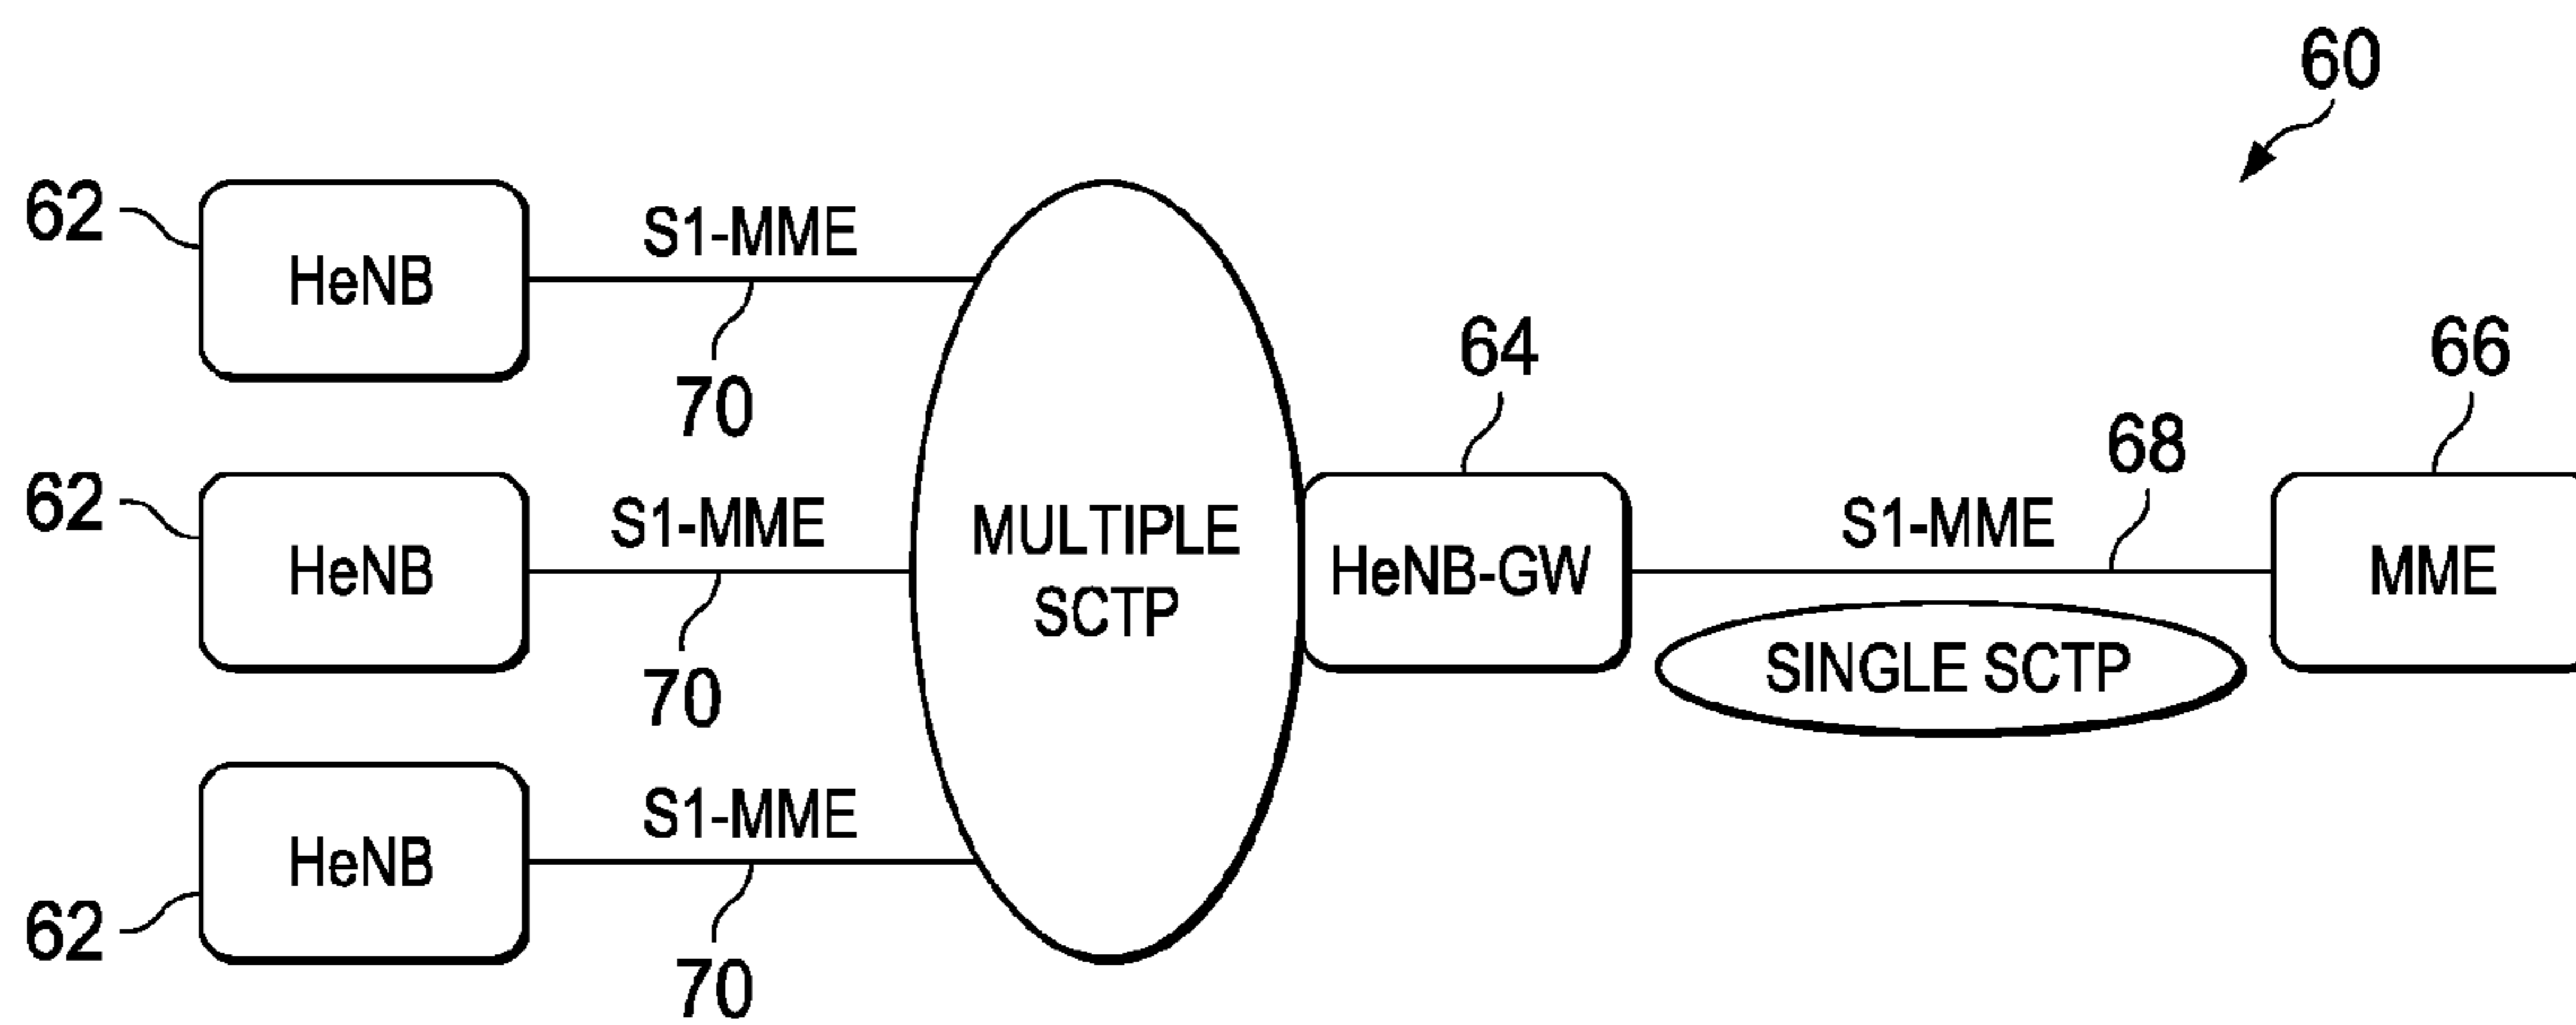 60
62
HeNB
S1-MME
70
62
HeNB
S1-MME
70
62
HeNB
S1-MME
70
MULTIPLE
SCTP
64
HeNB-GW
68
S1-MME
SINGLE SCTP
66
MME